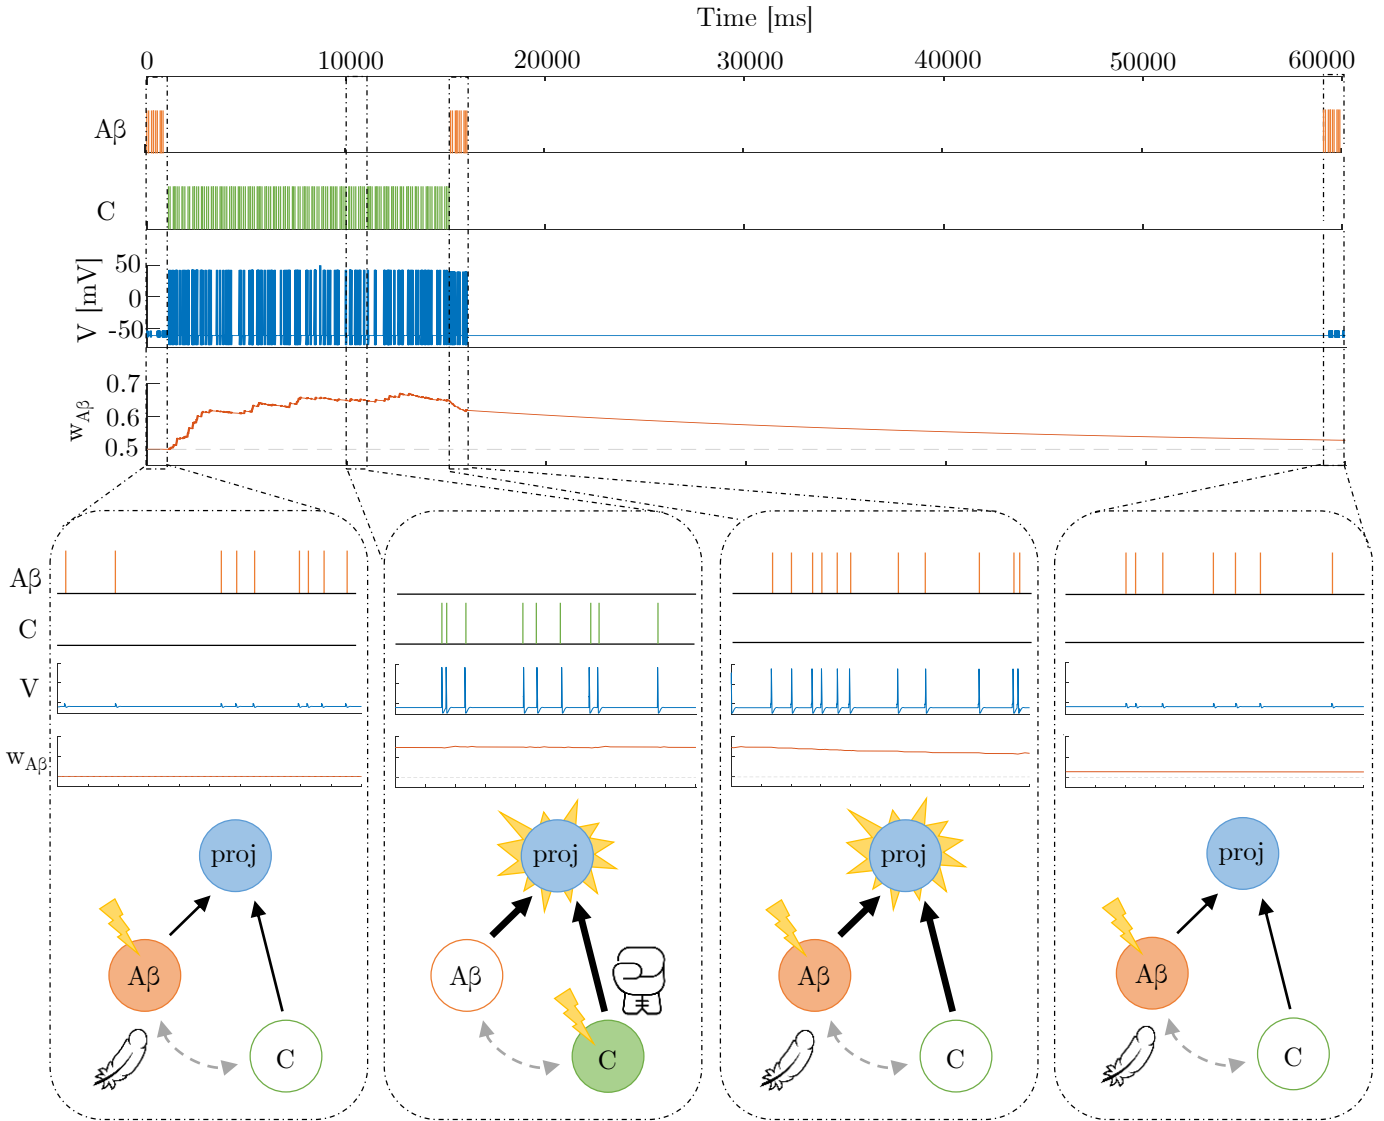 Time [ms]
0 10000 20000 30000 40000 50000 60000
Aβ
C
V [mV]
50
0
-50
wAβ
0.7
0.6
0.5
Aβ
C
V
wAβ
proj proj proj proj
Aβ Aβ Aβ Aβ
C C C C